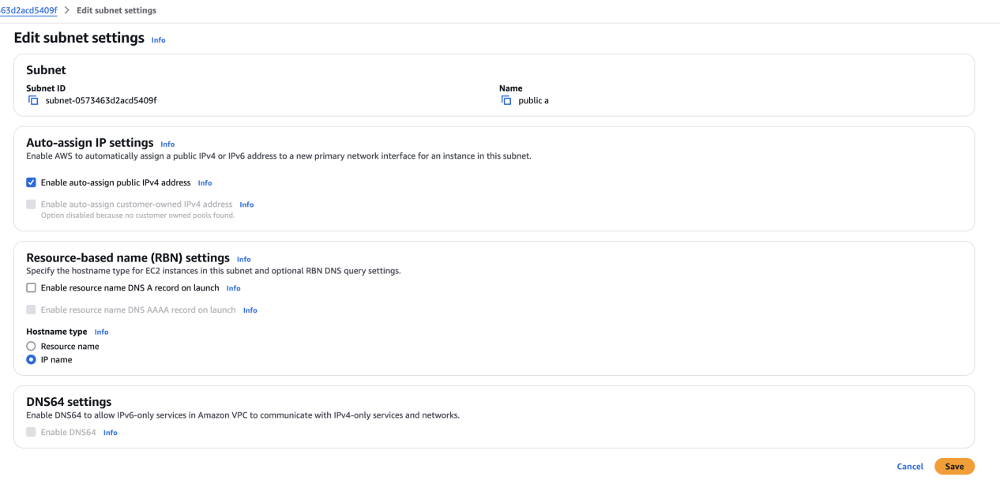 63d2acd5409f > Edit subnet settings
Edit subnet settings Info
Subnet
Subnet ID
subnet-0573463d2acd5409f
Name
public a
Auto-assign IP settings Info
Enable AWS to automatically assign a public IPv4 or IPv6 address to a new primary network interface for an instance in this subnet.
Enable auto-assign public IPv4 address Info
Enable auto-assign customer-owned IPv4 address Info
Option disabled because no customer owned pools found.
Resource-based name (RBN) settings Info
Specify the hostname type for EC2 instances in this subnet and optional RBN DNS query settings.
Enable resource name DNS A record on launch Info
Enable resource name DNS AAAA record on launch Info
Hostname type Info
Resource name
IP name
DNS64 settings
Enable DNS64 to allow IPv6-only services in Amazon VPC to communicate with IPv4-only services and networks.
Enable DNS64 Info
Cancel Save